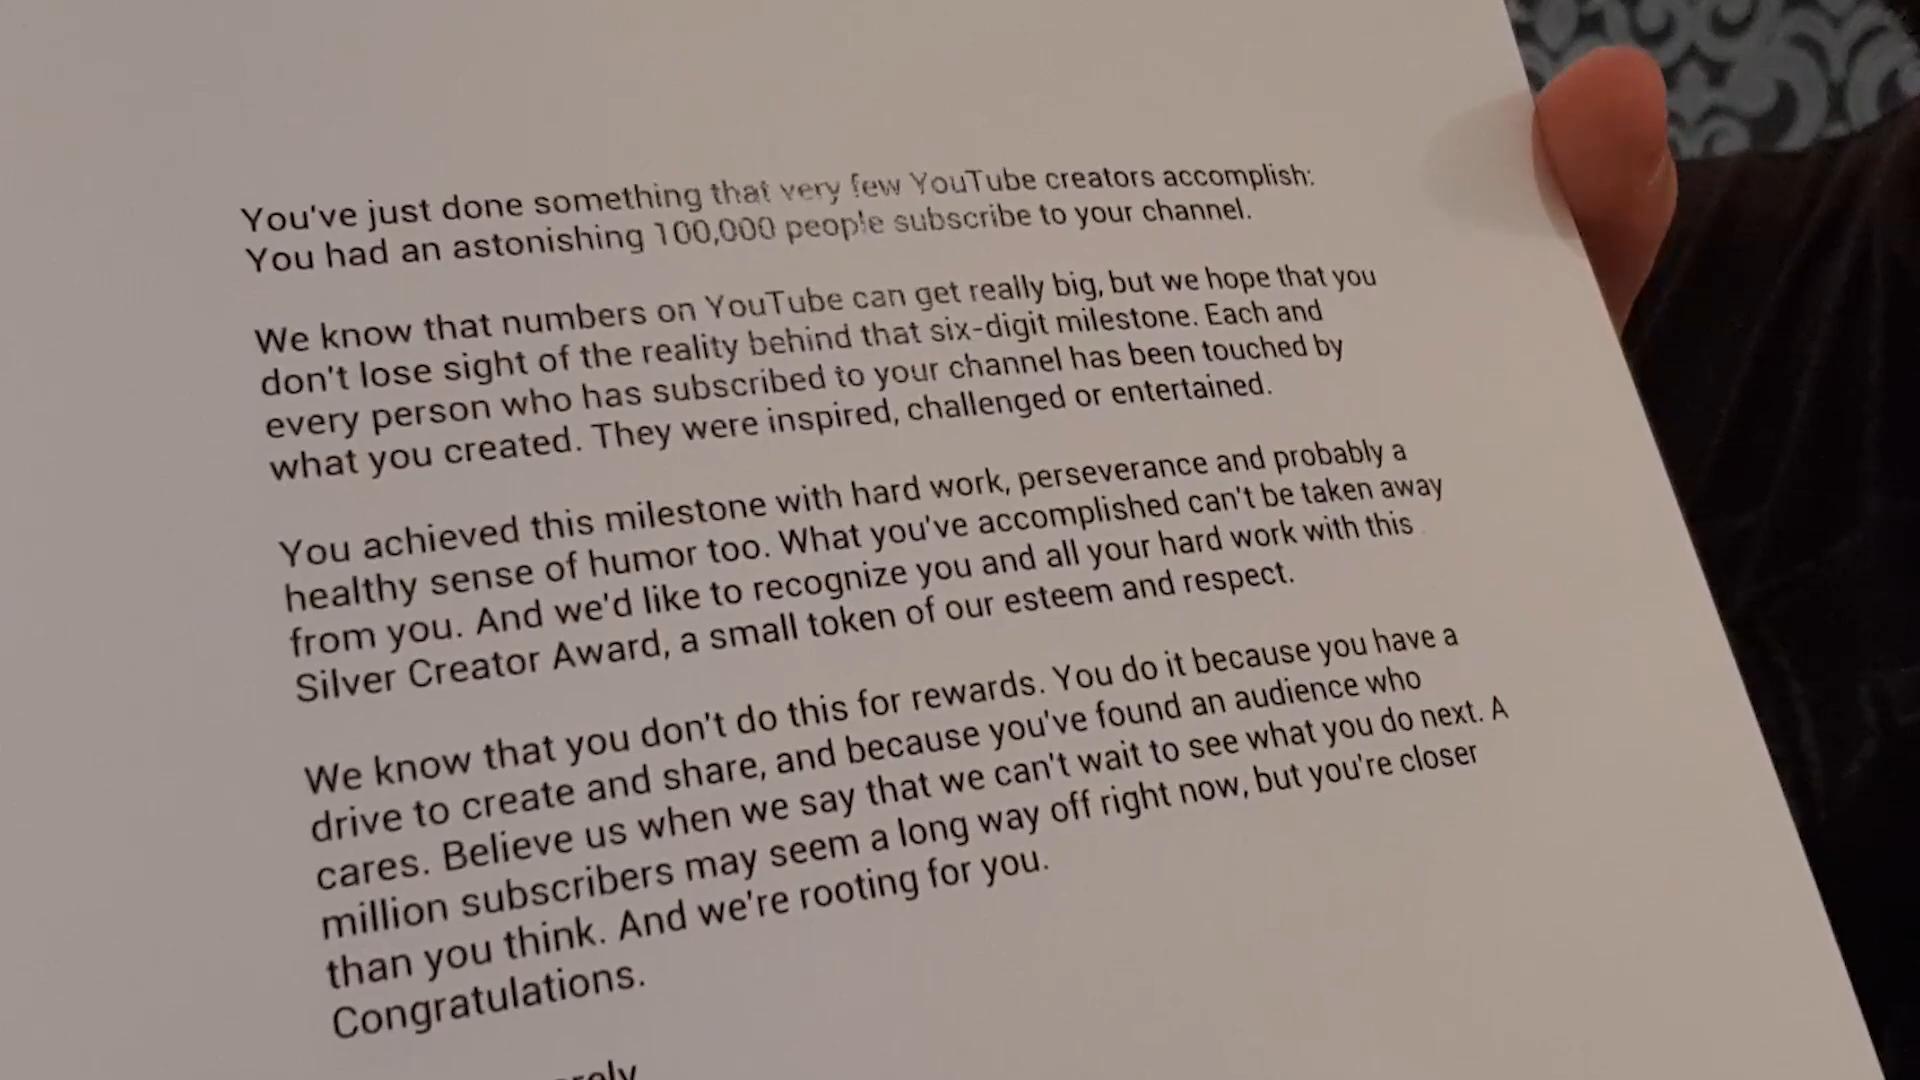 You've just done something that very few YouTube creators accomplish:
You had an astonishing 100,000 people subscribe to your channel.
We know that numbers on YouTube can get really big, but we hope that you
don't lose sight of the reality behind that six-digit milestone. Each and
every person who has subscribed to your channel has been touched by
what you created. They were inspired, challenged or entertained.
You achieved this milestone with hard work, perseverance and probably a
healthy sense of humor too. What you've accomplished can't be taken away
from you. And we'd like to recognize you and all your hard work with this
Silver Creator Award, a small token of our esteem and respect.
We know that you don't do this for rewards. You do it because you have a
drive to create and share, and because you've found an audience who
cares. Believe us when we say that we can't wait to see what you do next. A
million subscribers may seem a long way off right now, but you're closer
than you think. And we're rooting for you.
Congratulations.